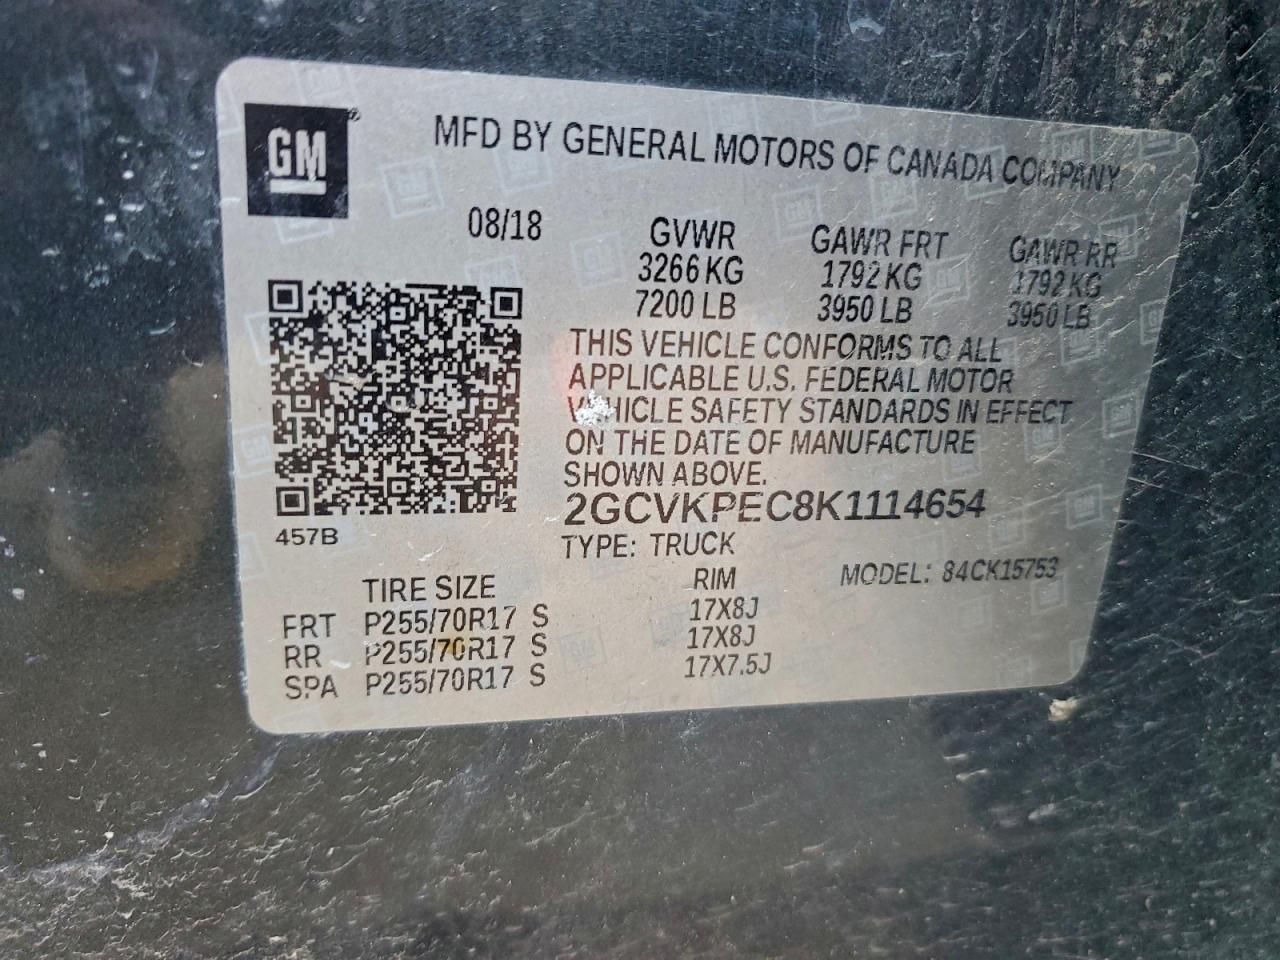 GM
MFD BY GENERAL MOTORS OF CANADA COMPANY
08/18 GVWR GAWR FRT GAWR RR
3266 KG 1792 KG 1792 KG
7200 LB 3950 LB 3950 LB
THIS VEHICLE CONFORMS TO ALL
APPLICABLE U.S. FEDERAL MOTOR
VEHICLE SAFETY STANDARDS IN EFFECT
ON THE DATE OF MANUFACTURE
SHOWN ABOVE.
2GCVKPEC8K1114654
457B
TYPE: TRUCK
TIRE SIZE RIM MODEL: 84CK15753
FRT P255/70R17 S 17X8J
RR P255/70R17 S 17X8J
SPA P255/70R17 S 17X7.5J